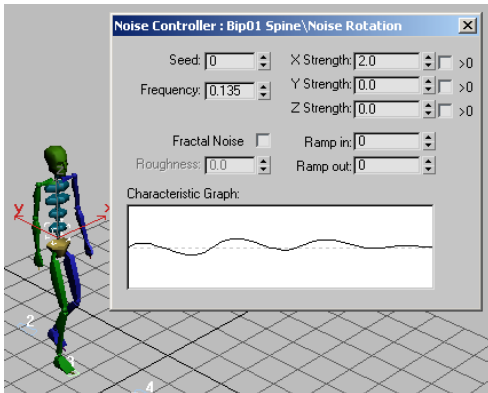 Noise Controller : Bip01 Spine\Noise Rotation
Seed: 0
X Strength: 2.0 >0
Frequency: 0.135
Y Strength: 0.0 >0
Z Strength: 0.0 >0
Fractal Noise
Ramp in: 0
Roughness: 0.0
Ramp out: 0
Characteristic Graph:
y x
2
3
4